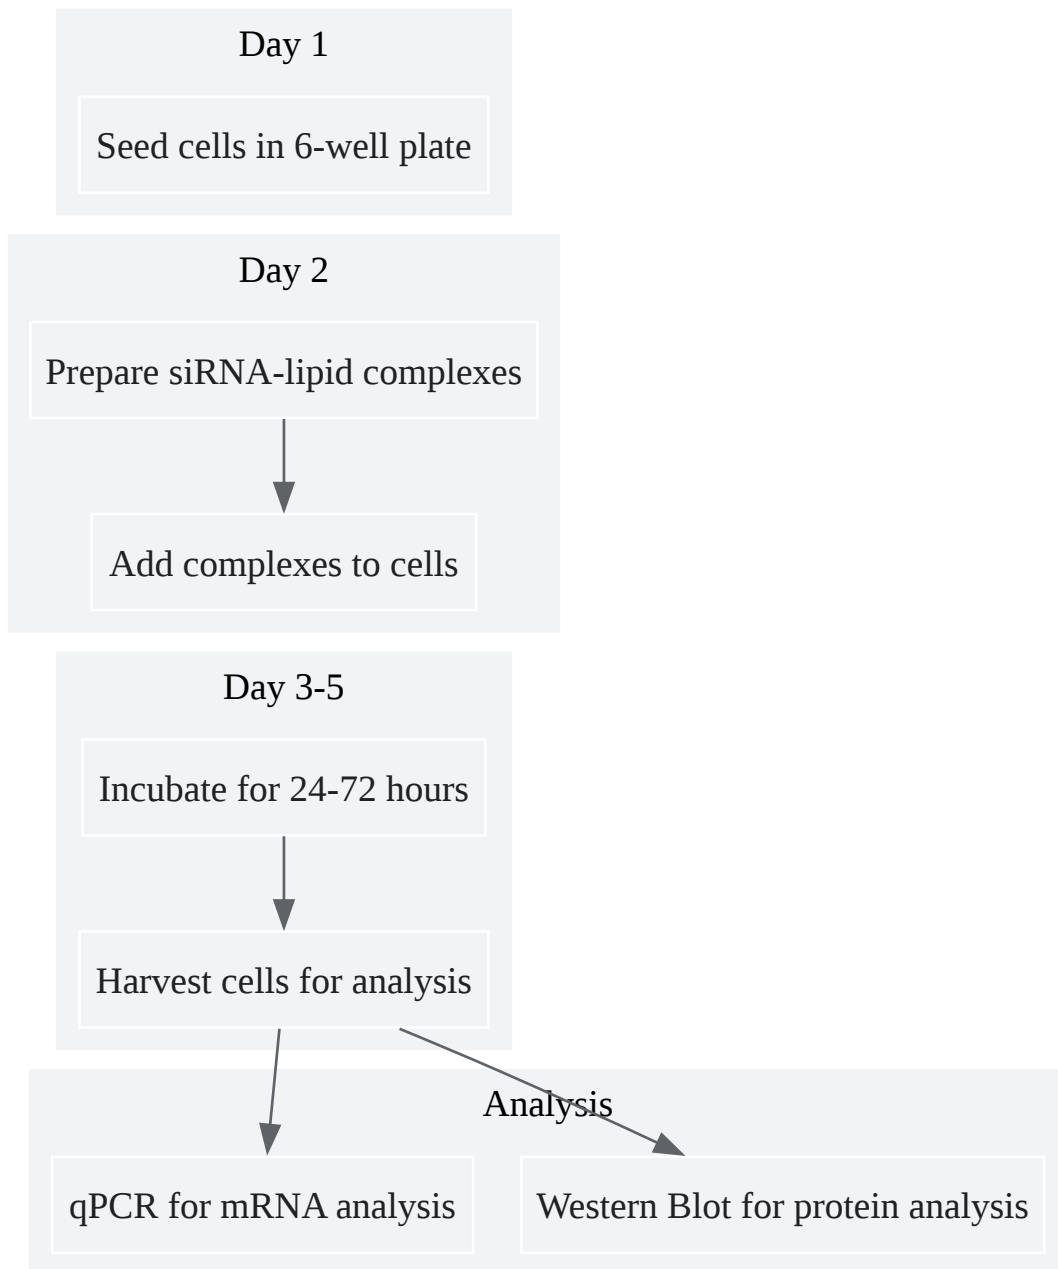 Day 1
Seed cells in 6-well plate
Day 2
Prepare siRNA-lipid complexes
Add complexes to cells
Day 3-5
Incubate for 24-72 hours
Harvest cells for analysis
Analysis
qPCR for mRNA analysis
Western Blot for protein analysis